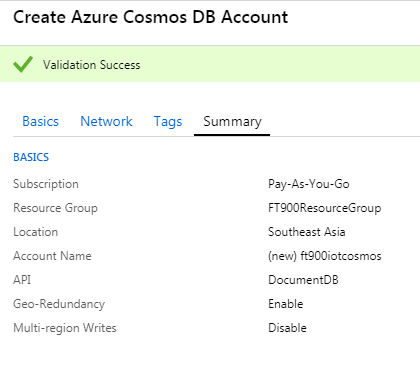 Create Azure Cosmos DB Account
Validation Success
Basics Network Tags Summary
BASICS
Subscription Pay-As-You-Go
Resource Group FT900ResourceGroup
Location Southeast Asia
Account Name (new) ft900iotcosmos
API DocumentDB
Geo-Redundancy Enable
Multi-region Writes Disable